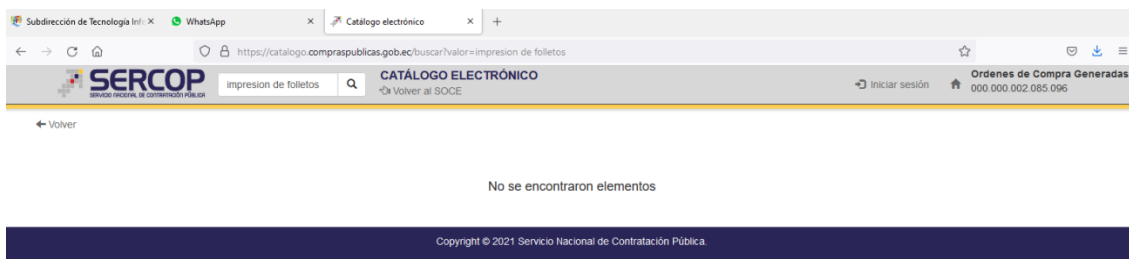 Subdirección de Tecnología Info
WhatsApp
Catálogo electrónico
https://catalogo.compraspublicas.gob.ec/buscar?valor=impresion de folletos
SERCOP
SERVICIO NACIONAL DE CONTRATACIÓN PÚBLICA
impresion de folletos
CATÁLOGO ELECTRÓNICO
Volver al SOCE
Iniciar sesión
Ordenes de Compra Generadas
000.000.002.085.096
Volver
No se encontraron elementos
Copyright © 2021 Servicio Nacional de Contratación Pública.